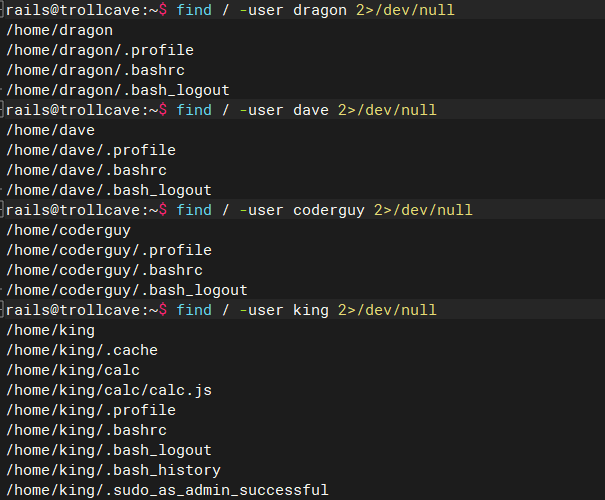 rails@trollcave:~$ find / -user dragon 2>/dev/null
/home/dragon
/home/dragon/.profile
/home/dragon/.bashrc
/home/dragon/.bash_logout
rails@trollcave:~$ find / -user dave 2>/dev/null
/home/dave
/home/dave/.profile
/home/dave/.bashrc
/home/dave/.bash_logout
rails@trollcave:~$ find / -user coderguy 2>/dev/null
/home/coderguy
/home/coderguy/.profile
/home/coderguy/.bashrc
/home/coderguy/.bash_logout
rails@trollcave:~$ find / -user king 2>/dev/null
/home/king
/home/king/.cache
/home/king/calc
/home/king/calc/calc.js
/home/king/.profile
/home/king/.bashrc
/home/king/.bash_logout
/home/king/.bash_history
/home/king/.sudo_as_admin_successful